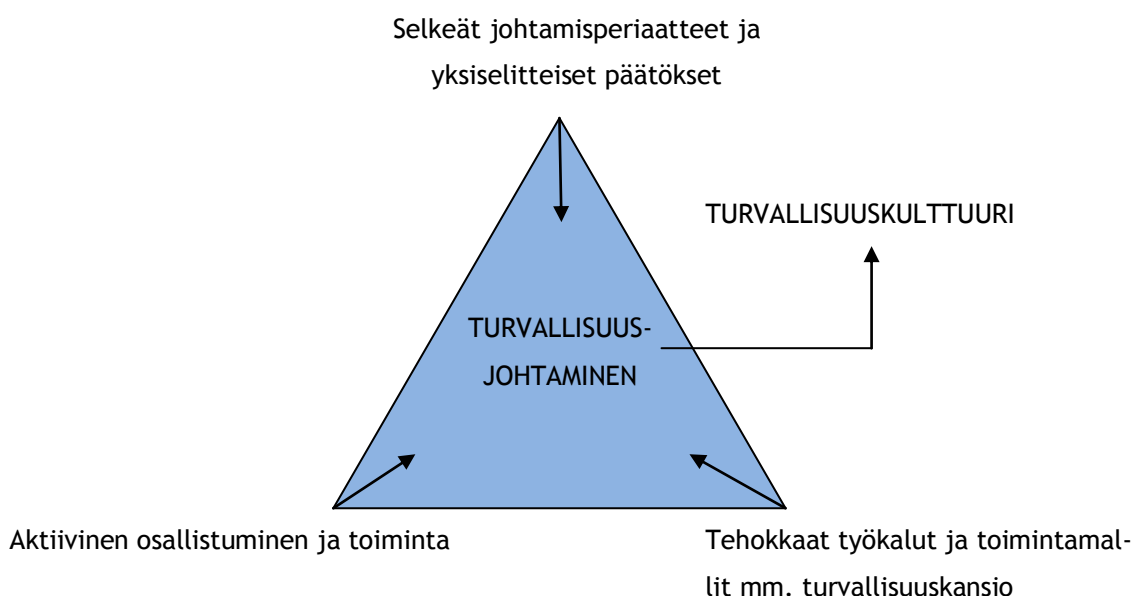 Selkeät johtamisperiaatteet ja
yksiselitteiset päätökset
TURVALLISUUSKULTTUURI
TURVALLISUUS-
JOHTAMINEN
Aktiivinen osallistuminen ja toiminta
Tehokkaat työkalut ja toimintamal-
lit mm. turvallisuuskansio